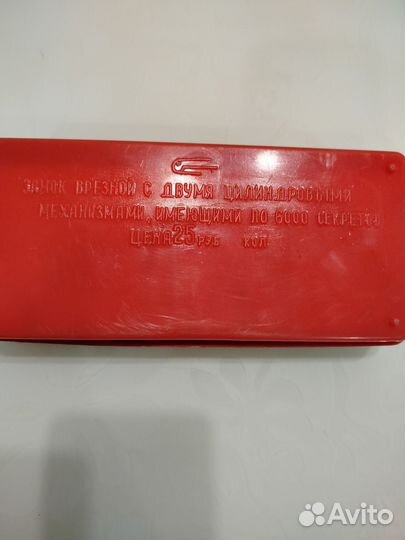 ЗАМОК ВРЕЗНОЙ С ДВУМЯ ЦИЛИНДРОВЫМИ
МЕХАНИЗМАМИ, ИМЕЮЩИМИ ПО 6000 СЕКРЕТОВ
ЦЕНА 25 РУБ КОП
Avito